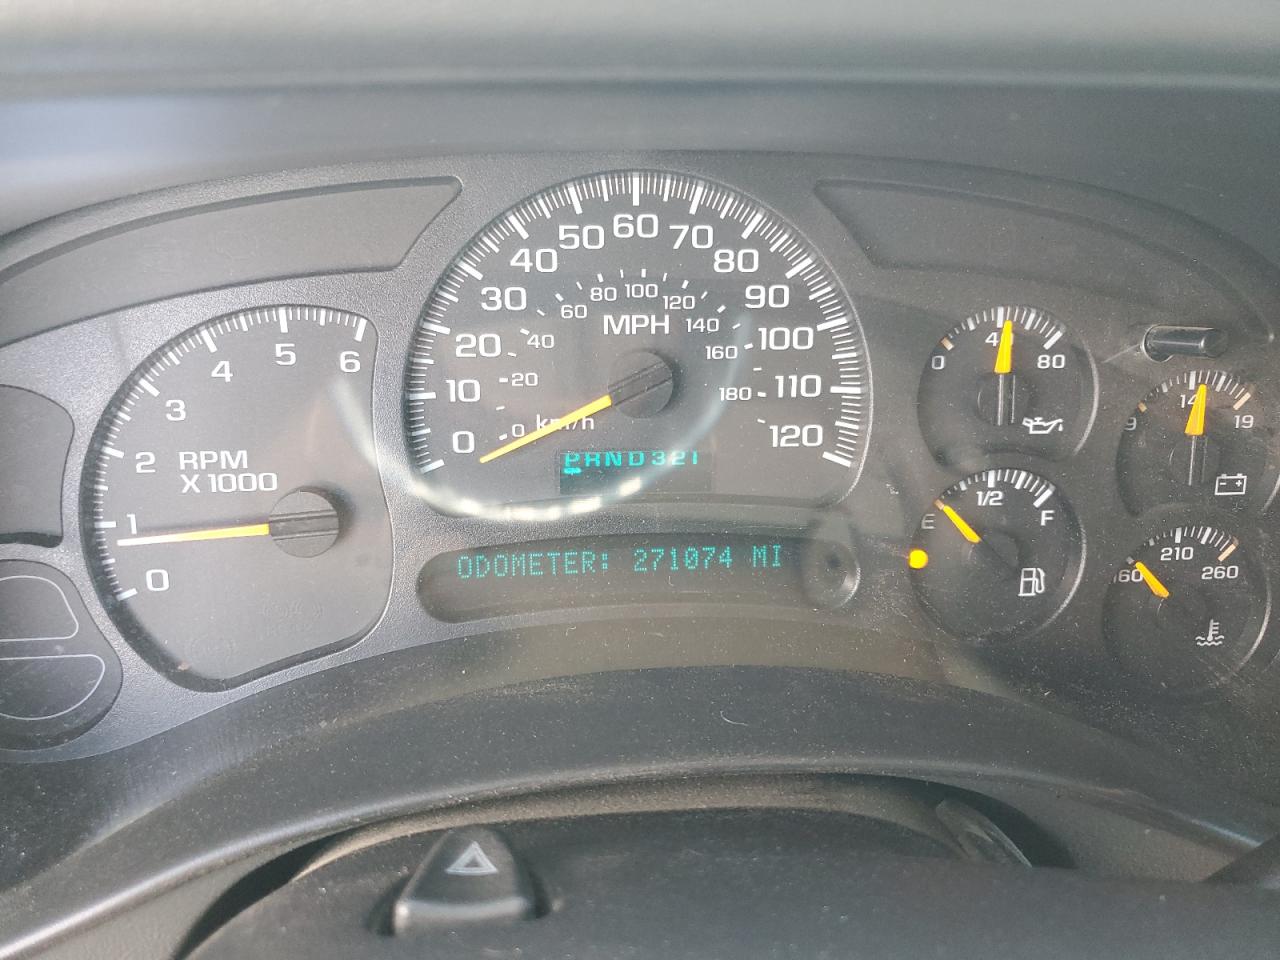 0 1 2 3 4 5 6
RPM
X 1000
0 10 20 30 40 50 60 70 80 90 100 110 120
MPH
0 20 40 60 80 100 120 140 160 180
km/h
PRND321
ODOMETER: 271074 MI
0 80
E 1/2 F
9 14 19
160 210 260